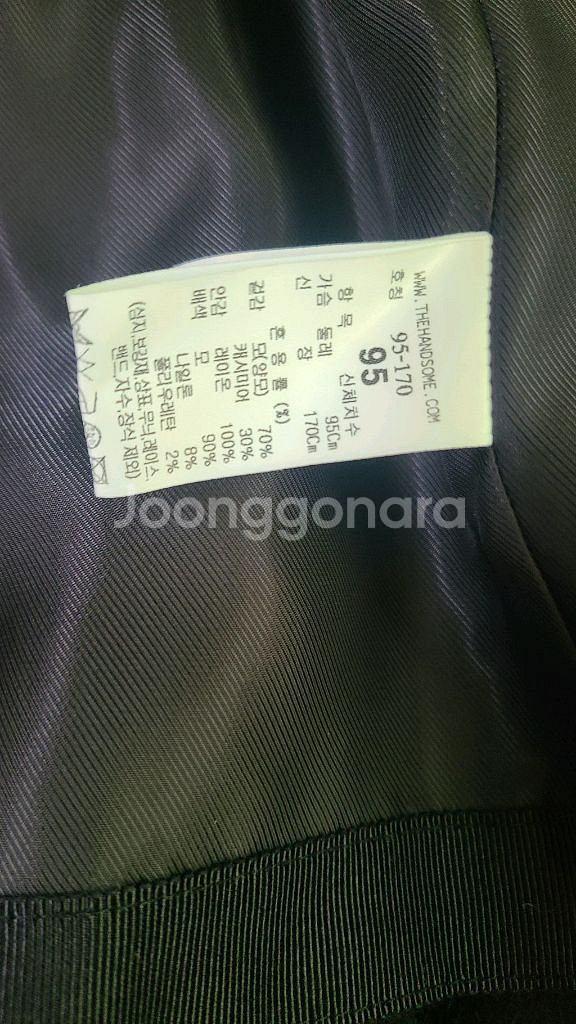 WWW.THEHANDSOME.COM
호칭 95-170
95
항 목 신체치수
가슴 둘레 95Cm
신 장 170Cm
혼 용 률 (%)
겉감 모(양모) 70%
캐시미어 30%
안감 레이온 100%
배색 모 90%
나일론 8%
폴리우레탄 2%
(심지.보강재.상표.무늬.레이스
밴드.자수.장식 제외)
Joonggonara